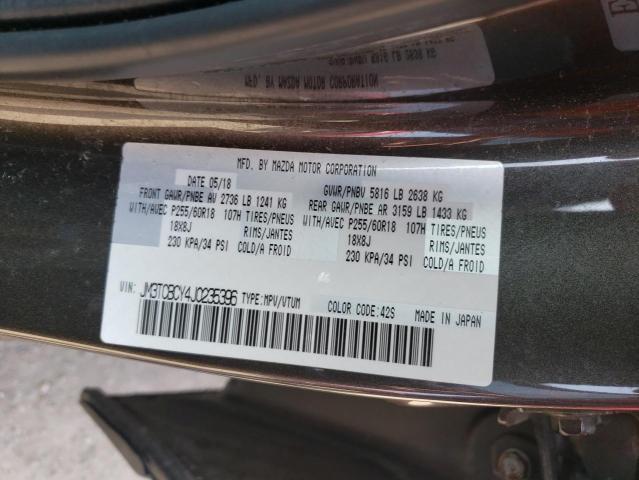 MFD. BY MAZDA MOTOR CORPORATION
DATE 05/18
GVWR/PNBV 5816 LB 2638 KG
FRONT GAWR/PNBE AV 2736 LB 1241 KG
REAR GAWR/PNBE AR 3159 LB 1433 KG
WITH/AVEC P255/60R18 107H TIRES/PNEUS
WITH/AVEC P255/60R18 107H TIRES/PNEUS
18X8J RIMS/JANTES
18X8J RIMS/JANTES
230 KPA/34 PSI COLD/A FROID
230 KPA/34 PSI COLD/A FROID
VIN: JM3TCBCY4J0235396 TYPE:MPV/VTUM COLOR CODE:42S MADE IN JAPAN